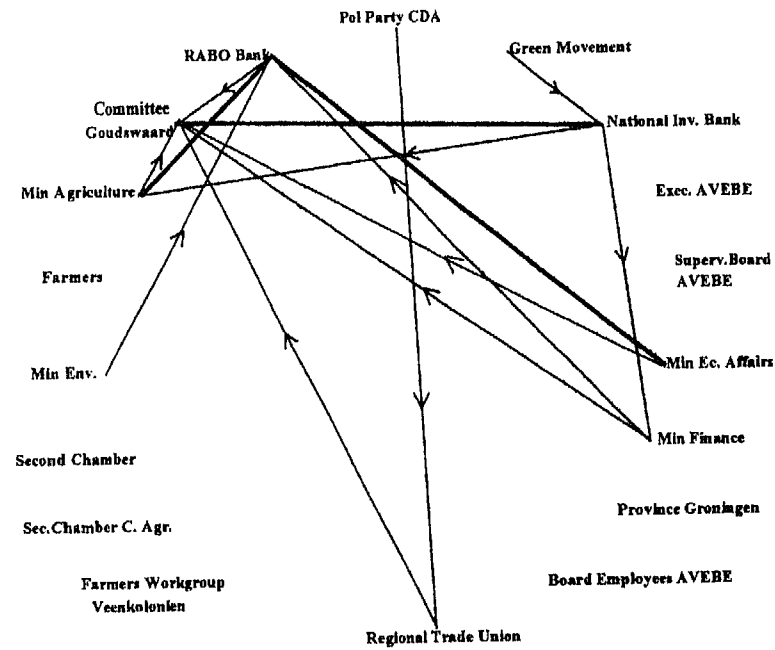 Pol Party CDA
RABO Bank
Green Movement
Committee
Goudswaard
National Inv. Bank
Min Agriculture
Exec. AVEBE
Farmers
Superv.Board
AVEBE
Min Env.
Min Ec. Affairs
Min Finance
Second Chamber
Province Groningen
Sec.Chamber C. Agr.
Farmers Workgroup
Veenkolonien
Board Employees AVEBE
Regional Trade Union